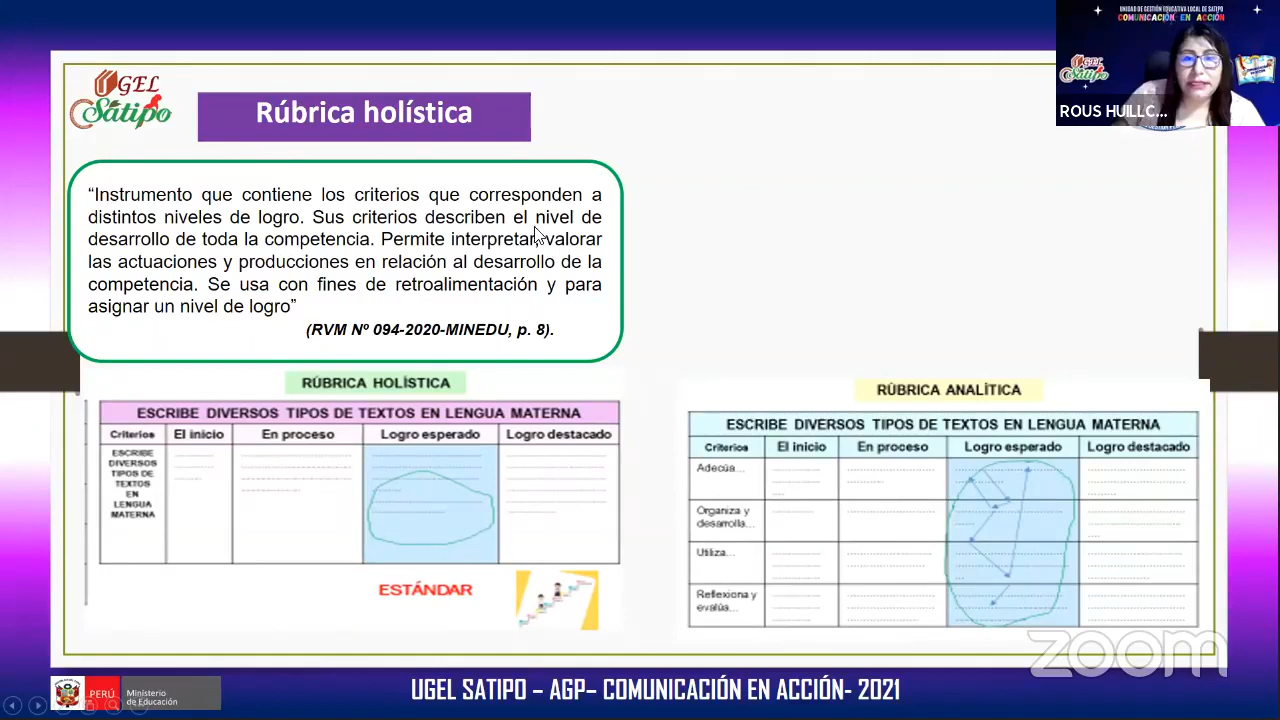 UGEL
Satipo
Rúbrica holística
UNIDAD DE GESTIÓN EDUCATIVA LOCAL DE SATIPO
COMUNICACIÓN EN ACCIÓN
Satipo
ROUS HUILLC...
“Instrumento que contiene los criterios que corresponden a
distintos niveles de logro. Sus criterios describen el nivel de
desarrollo de toda la competencia. Permite interpretar, valorar
las actuaciones y producciones en relación al desarrollo de la
competencia. Se usa con fines de retroalimentación y para
asignar un nivel de logro”
(RVM Nº 094-2020-MINEDU, p. 8).
RÚBRICA HOLÍSTICA
ESCRIBE DIVERSOS TIPOS DE TEXTOS EN LENGUA MATERNA
Criterios El inicio En proceso Logro esperado Logro destacado
ESCRIBE
DIVERSOS
TIPOS DE
TEXTOS
EN
LENGUA
MATERNA
ESTÁNDAR
RÚBRICA ANALÍTICA
ESCRIBE DIVERSOS TIPOS DE TEXTOS EN LENGUA MATERNA
Criterios El inicio En proceso Logro esperado Logro destacado
Adecúa...
Organiza y
desarrolla...
Utiliza...
Reflexiona y
evalúa...
zoom
PERÚ Ministerio
de Educación
UGEL SATIPO – AGP– COMUNICACIÓN EN ACCIÓN- 2021